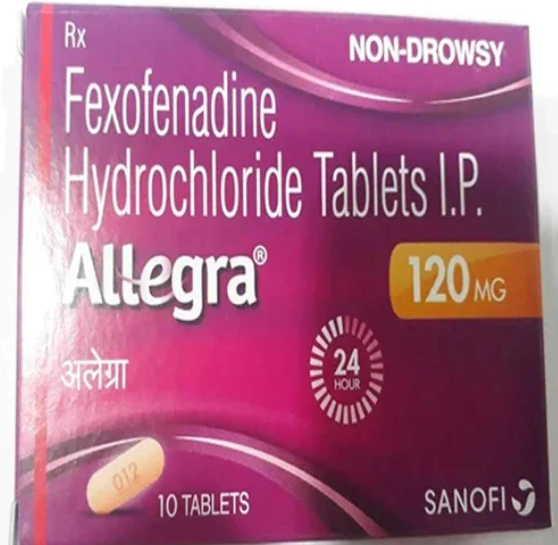 Rx
NON-DROWSY
Fexofenadine
Hydrochloride Tablets I.P.
Allegra®
120 MG
अलेग्रा
24
HOUR
012
10 TABLETS
SANOFI